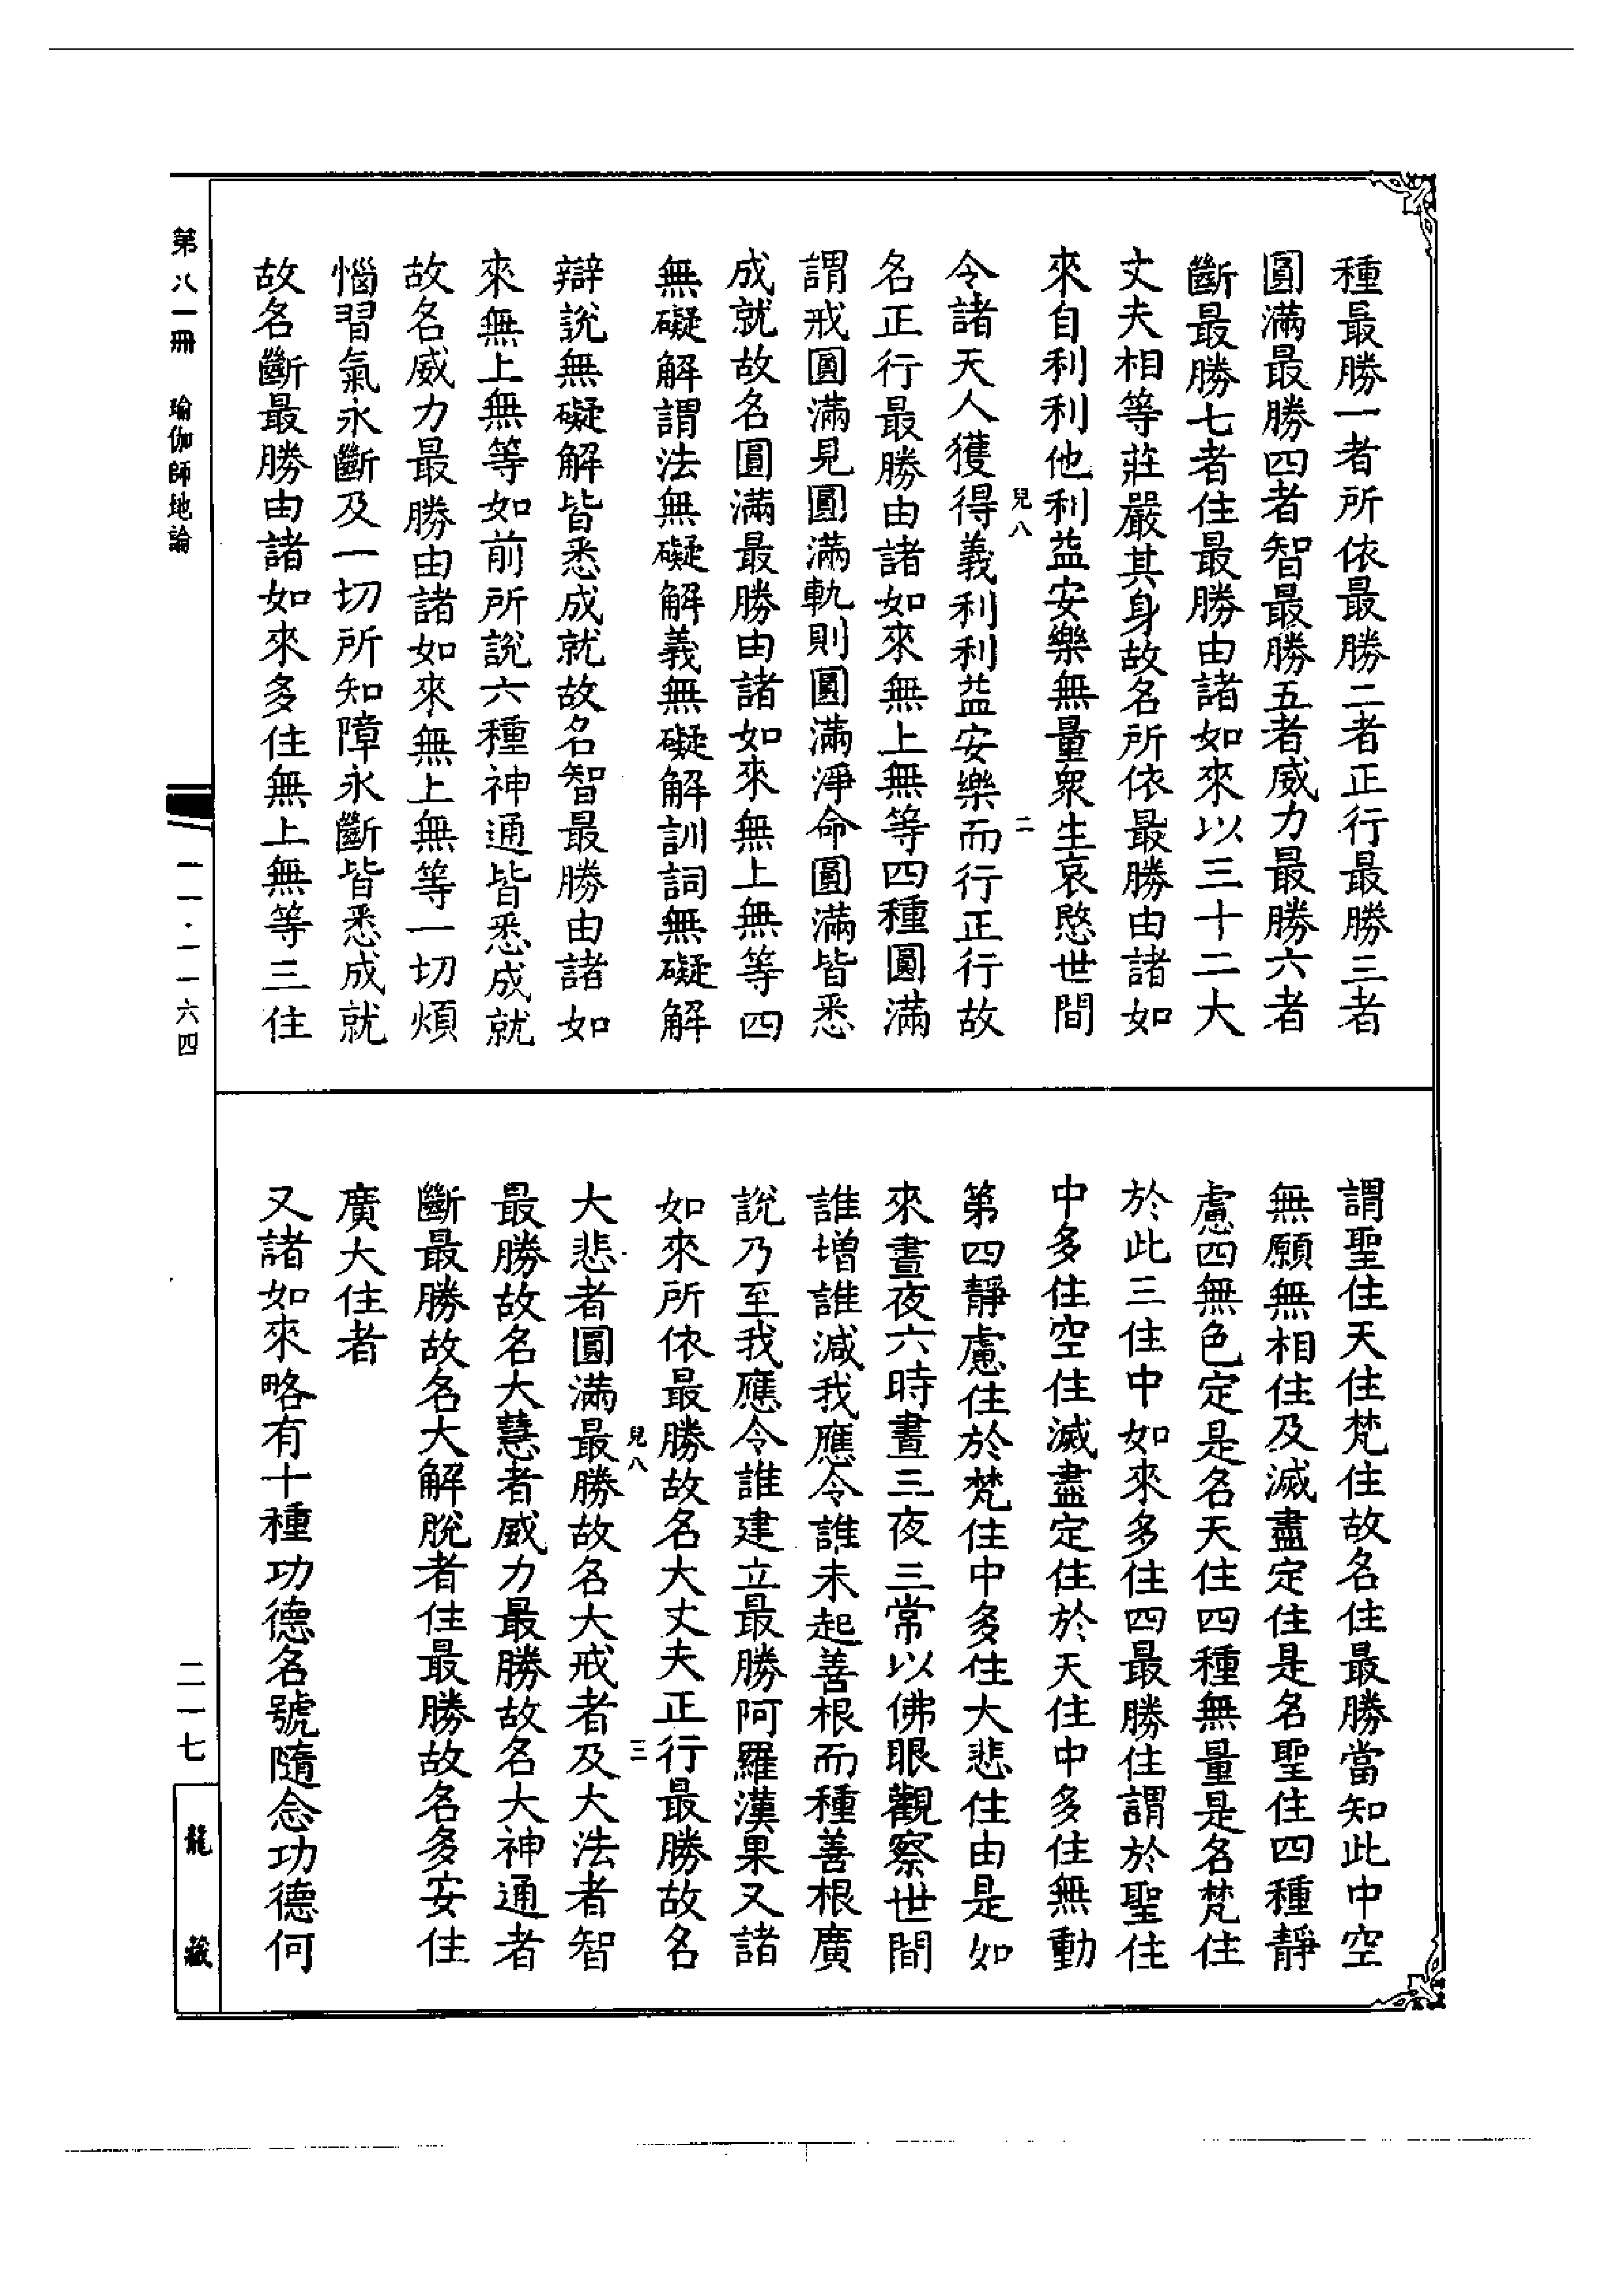 種最勝一者所依最勝二者正行最勝三者
圓滿最勝四者智最勝五者威力最勝六者
斷最勝七者住最勝由諸如來以三十二大
丈夫相等莊嚴其身故名所依最勝由諸如
來自利利他利益安樂無量眾生哀愍世間
兒八 二
令諸天人獲得義利利益安樂而行正行故
名正行最勝由諸如來無上無等四種圓滿
謂戒圓滿見圓滿軌則圓滿淨命圓滿皆悉
成就故名圓滿最勝由諸如來無上無等四
無礙解謂法無礙解義無礙解訓詞無礙解
辯說無礙解皆悉成就故名智最勝由諸如
來無上無等如前所說六種神通皆悉成就
故名威力最勝由諸如來無上無等一切煩
惱習氣永斷及一切所知障永斷皆悉成就
故名斷最勝由諸如來多住無上無等三住
謂聖住天住梵住故名住最勝當知此中空
無願無相住及滅盡定住是名聖住四種靜
慮四無色定是名天住四種無量是名梵住
於此三住中如來多住四最勝住謂於聖住
中多住空住滅盡定住於天住中多住無動
第四靜慮住於梵住中多住大悲住由是如
來晝夜六時晝三夜三常以佛眼觀察世間
誰增誰減我應令誰未起善根而種善根廣
說乃至我應令誰建立最勝阿羅漢果又諸
如來所依最勝故名大丈夫正行最勝故名
兒八 三
大悲者圓滿最勝故名大戒者及大法者智
最勝故名大慧者威力最勝故名大神通者
斷最勝故名大解脫者住最勝故名多安住
廣大住者
又諸如來略有十種功德名號隨念功德何
第八一冊 瑜伽師地論
一一·一一六四
二一七
龍藏